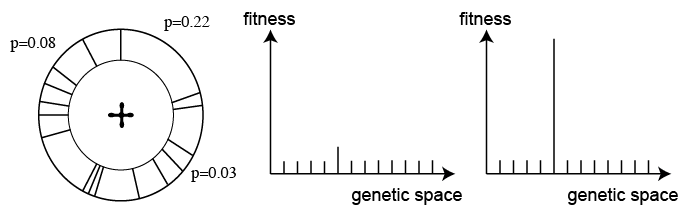 p=0.22
p=0.08
p=0.03
fitness
genetic space
fitness
genetic space